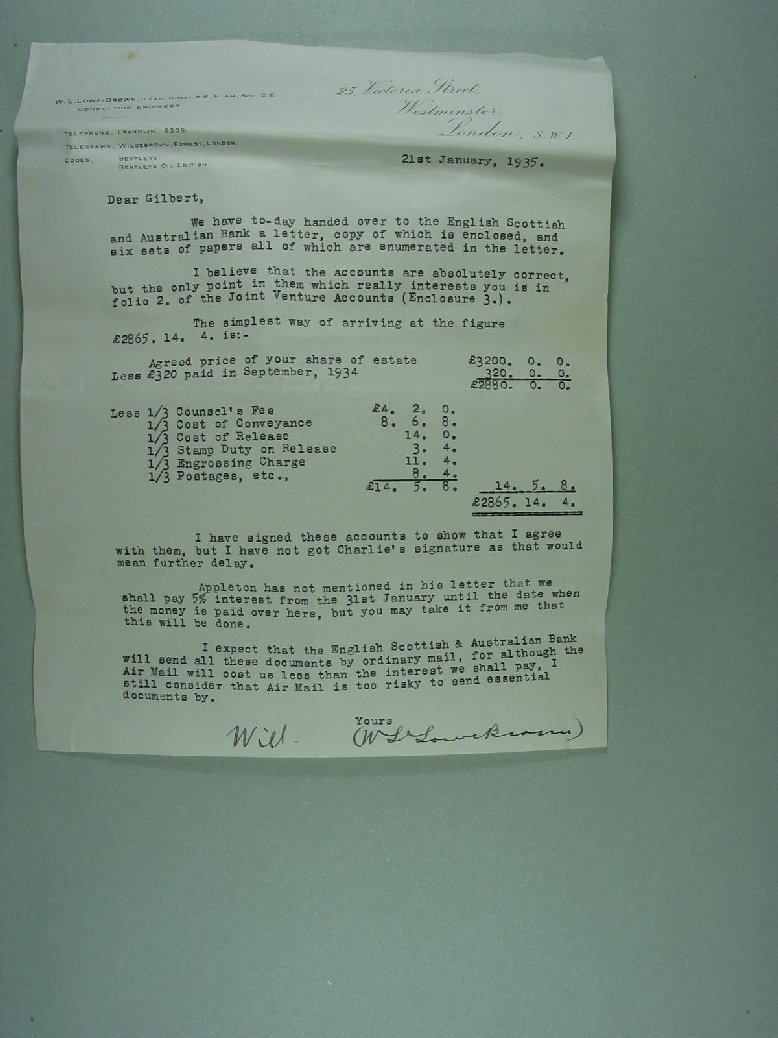 W. L. LOWE-BROWN,
CONSULTING ENGINEER.
TELEPHONE, FRANKLIN 6309.
TELEGRAMS, WILDEBROWN, SOWEST, LONDON.
CODES, BENTLEYS
BENTLEYS OIL EDITION
25, Victoria Street,
Westminster,
London, S.W.1.
21st January, 1935.
Dear Gilbert,
We have to-day handed over to the English Scottish
and Australian Bank a letter, copy of which is enclosed, and
six sets of papers all of which are enumerated in the letter.
I believe that the accounts are absolutely correct,
but the only point in them which really interests you is in
folio 2. of the Joint Venture Accounts (Enclosure 3.).
The simplest way of arriving at the figure
£2865. 14. 4. is:-
Agreed price of your share of estate £3200. 0. 0.
Less £320 paid in September, 1934 320. 0. 0.
£2880. 0. 0.
Less 1/3 Counsel's Fee £4. 2. 0.
1/3 Cost of Conveyance 8. 6. 8.
1/3 Cost of Release 14. 0.
1/3 Stamp Duty on Release 3. 4.
1/3 Engrossing Charge 11. 4.
1/3 Postages, etc., 8. 4.
£14. 5. 8. 14. 5. 8.
£2865. 14. 4.
I have signed these accounts to show that I agree
with them, but I have not got Charlie's signature as that would
mean further delay.
Appleton has not mentioned in his letter that we
shall pay 5% interest from the 31st January until the date when
the money is paid over here, but you may take it from me that
this will be done.
I expect that the English Scottish & Australian Bank
will send all these documents by ordinary mail, for although the
Air Mail will cost us less than the interest we shall pay, I
still consider that Air Mail is too risky to send essential
documents by.
Yours
Will. (W L LoweBrown)